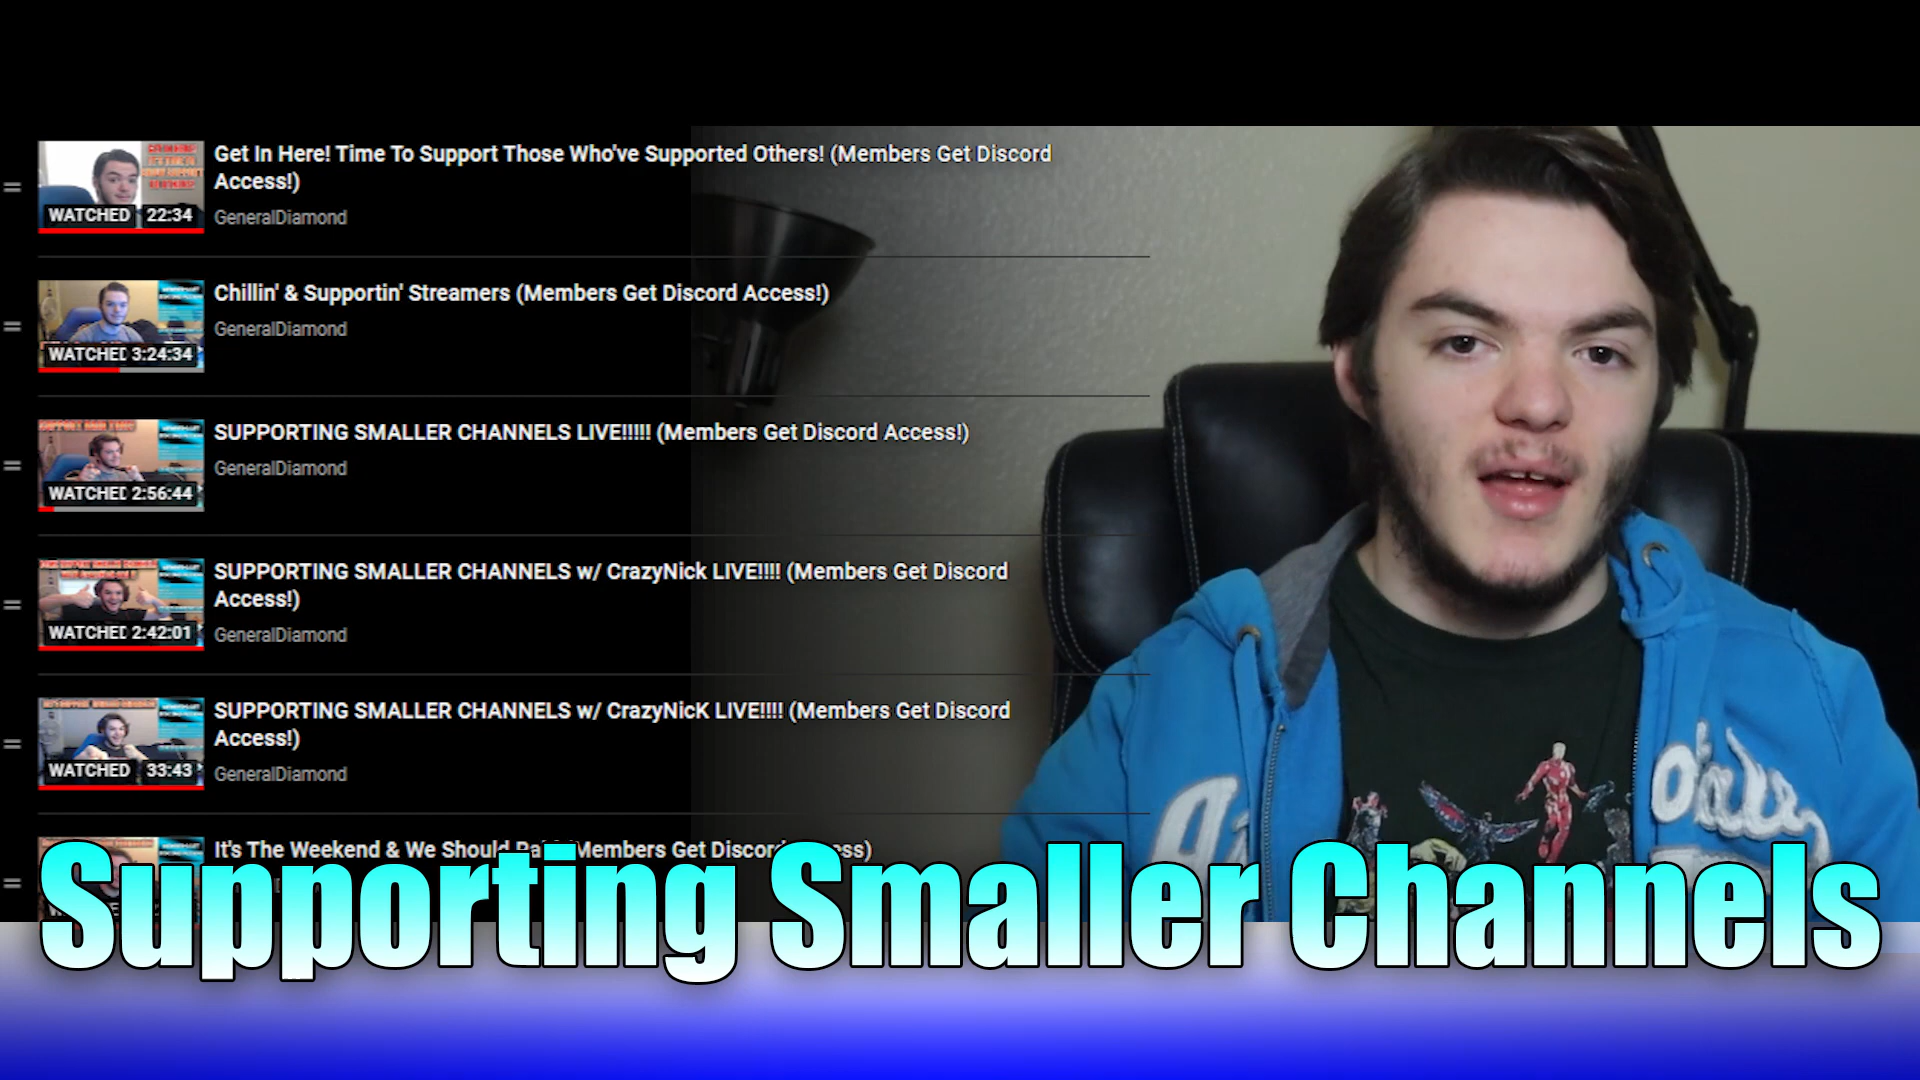 Get In Here! Time To Support Those Who've Supported Others! (Members Get Discord
Access!)
GeneralDiamond
WATCHED 22:34
Chillin' & Supportin' Streamers (Members Get Discord Access!)
GeneralDiamond
WATCHED 3:24:34
SUPPORTING SMALLER CHANNELS LIVE!!!!! (Members Get Discord Access!)
GeneralDiamond
WATCHED 2:56:44
SUPPORTING SMALLER CHANNELS w/ CrazyNick LIVE!!!! (Members Get Discord
Access!)
GeneralDiamond
WATCHED 2:42:01
SUPPORTING SMALLER CHANNELS w/ CrazyNicK LIVE!!!! (Members Get Discord
Access!)
GeneralDiamond
WATCHED 33:43
It's The Weekend & We Should (Members Get Discord
Supporting Smaller Channels